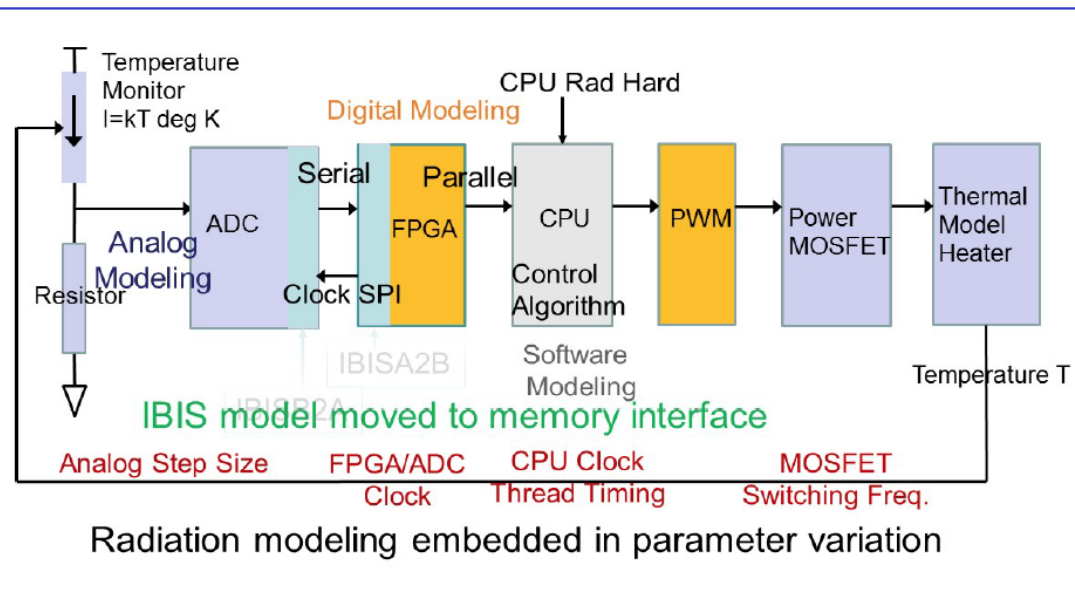 Temperature
Monitor
I=kT deg K
CPU Rad Hard
Digital Modeling
Serial
Parallel
ADC
FPGA
CPU
PWM
Power
MOSFET
Thermal
Model
Heater
Analog
Modeling
Resistor
Clock SPI
Control
Algorithm
IBISA2B
Software
Modeling
Temperature T
IBISB2A
IBIS model moved to memory interface
Analog Step Size
FPGA/ADC
Clock
CPU Clock
Thread Timing
MOSFET
Switching Freq.
Radiation modeling embedded in parameter variation